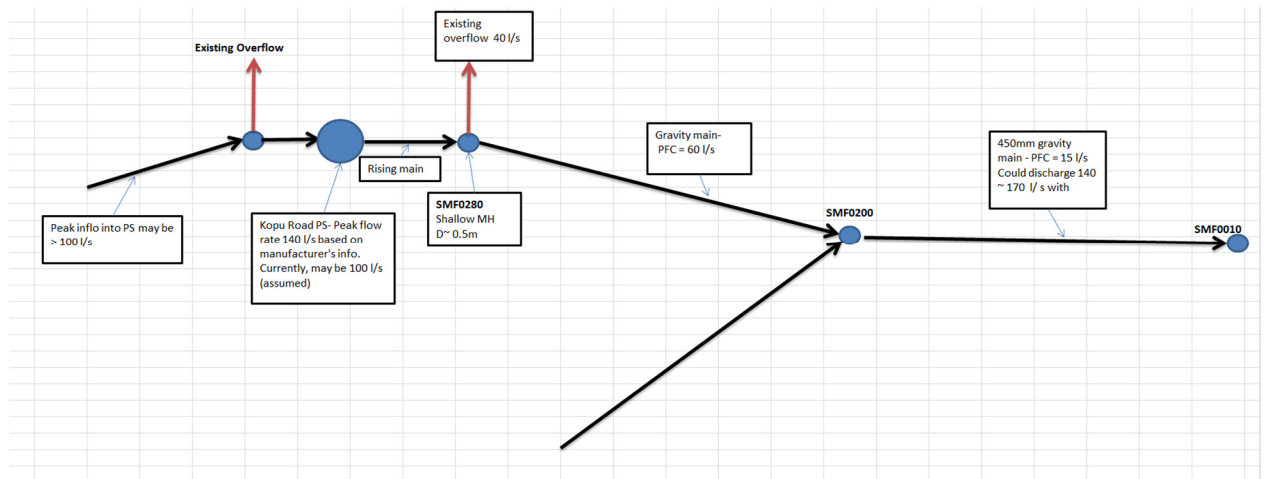 Existing Overflow
Existing
overflow 40 l/s
Gravity main-
PFC = 60 l/s
450mm gravity
main - PFC = 15 l/s
Could discharge 140
~ 170 l/ s with
Rising main
SMF0280
Shallow MH
D~ 0.5m
SMF0200
SMF0010
Peak inflo into PS may be
> 100 l/s
Kopu Road PS- Peak flow
rate 140 l/s based on
manufacturer's info.
Currently, may be 100 l/s
(assumed)